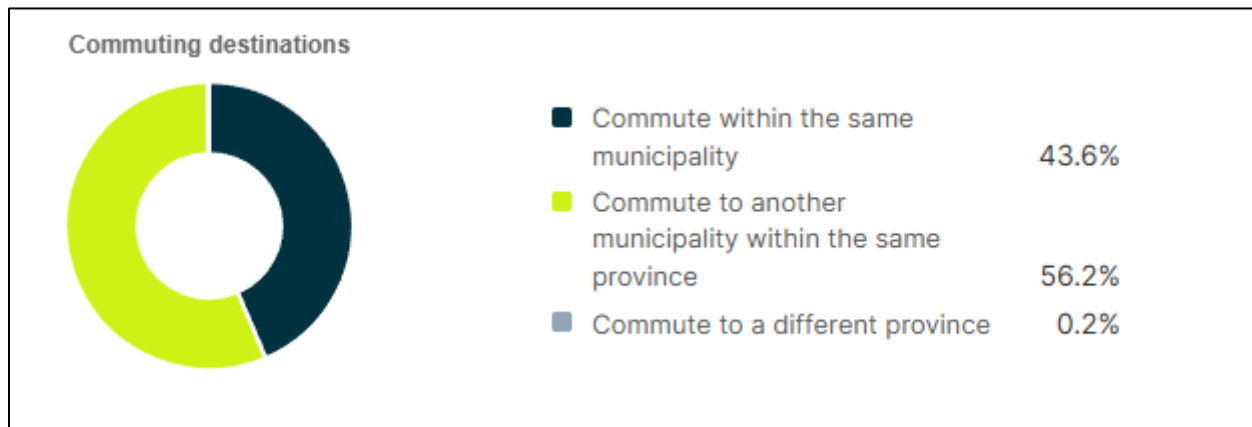 Commuting destinations
Commute within the same
municipality 43.6%
Commute to another
municipality within the same
province 56.2%
Commute to a different province 0.2%